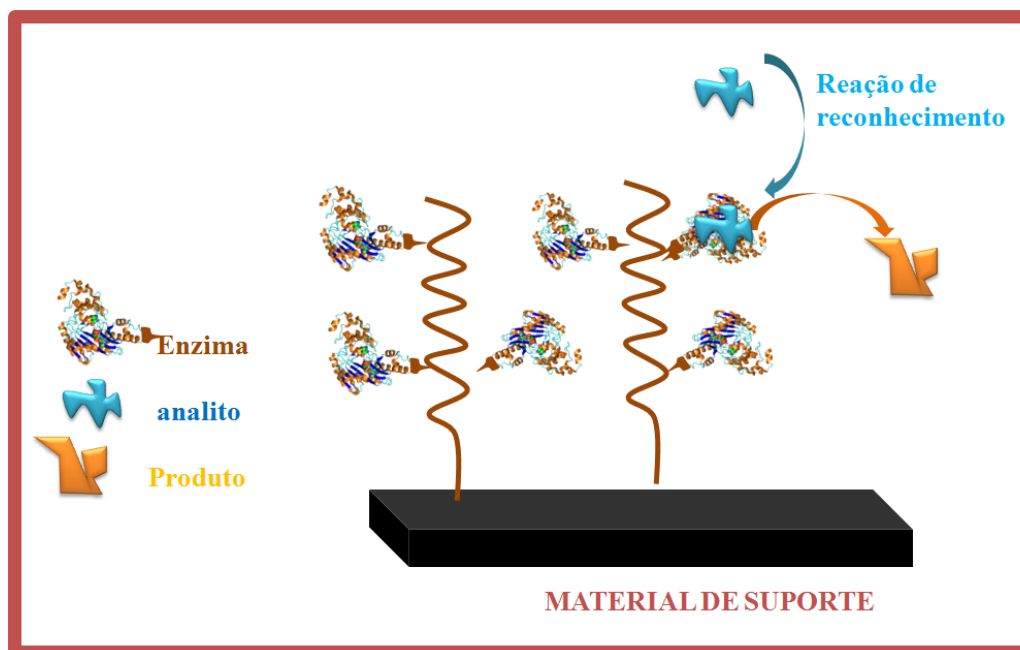 Reação de
reconhecimento
Enzima
analito
Produto
MATERIAL DE SUPORTE